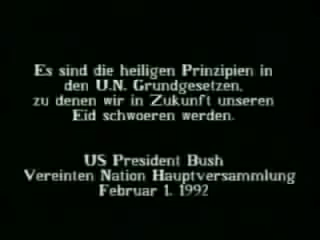 Es sind die heiligen Prinzipien in
den U.N. Grundgesetzen,
zu denen wir in Zukunft unseren
Eid schwoeren werden.
US President Bush
Vereinten Nation Hauptversammlung
Februar 1, 1992